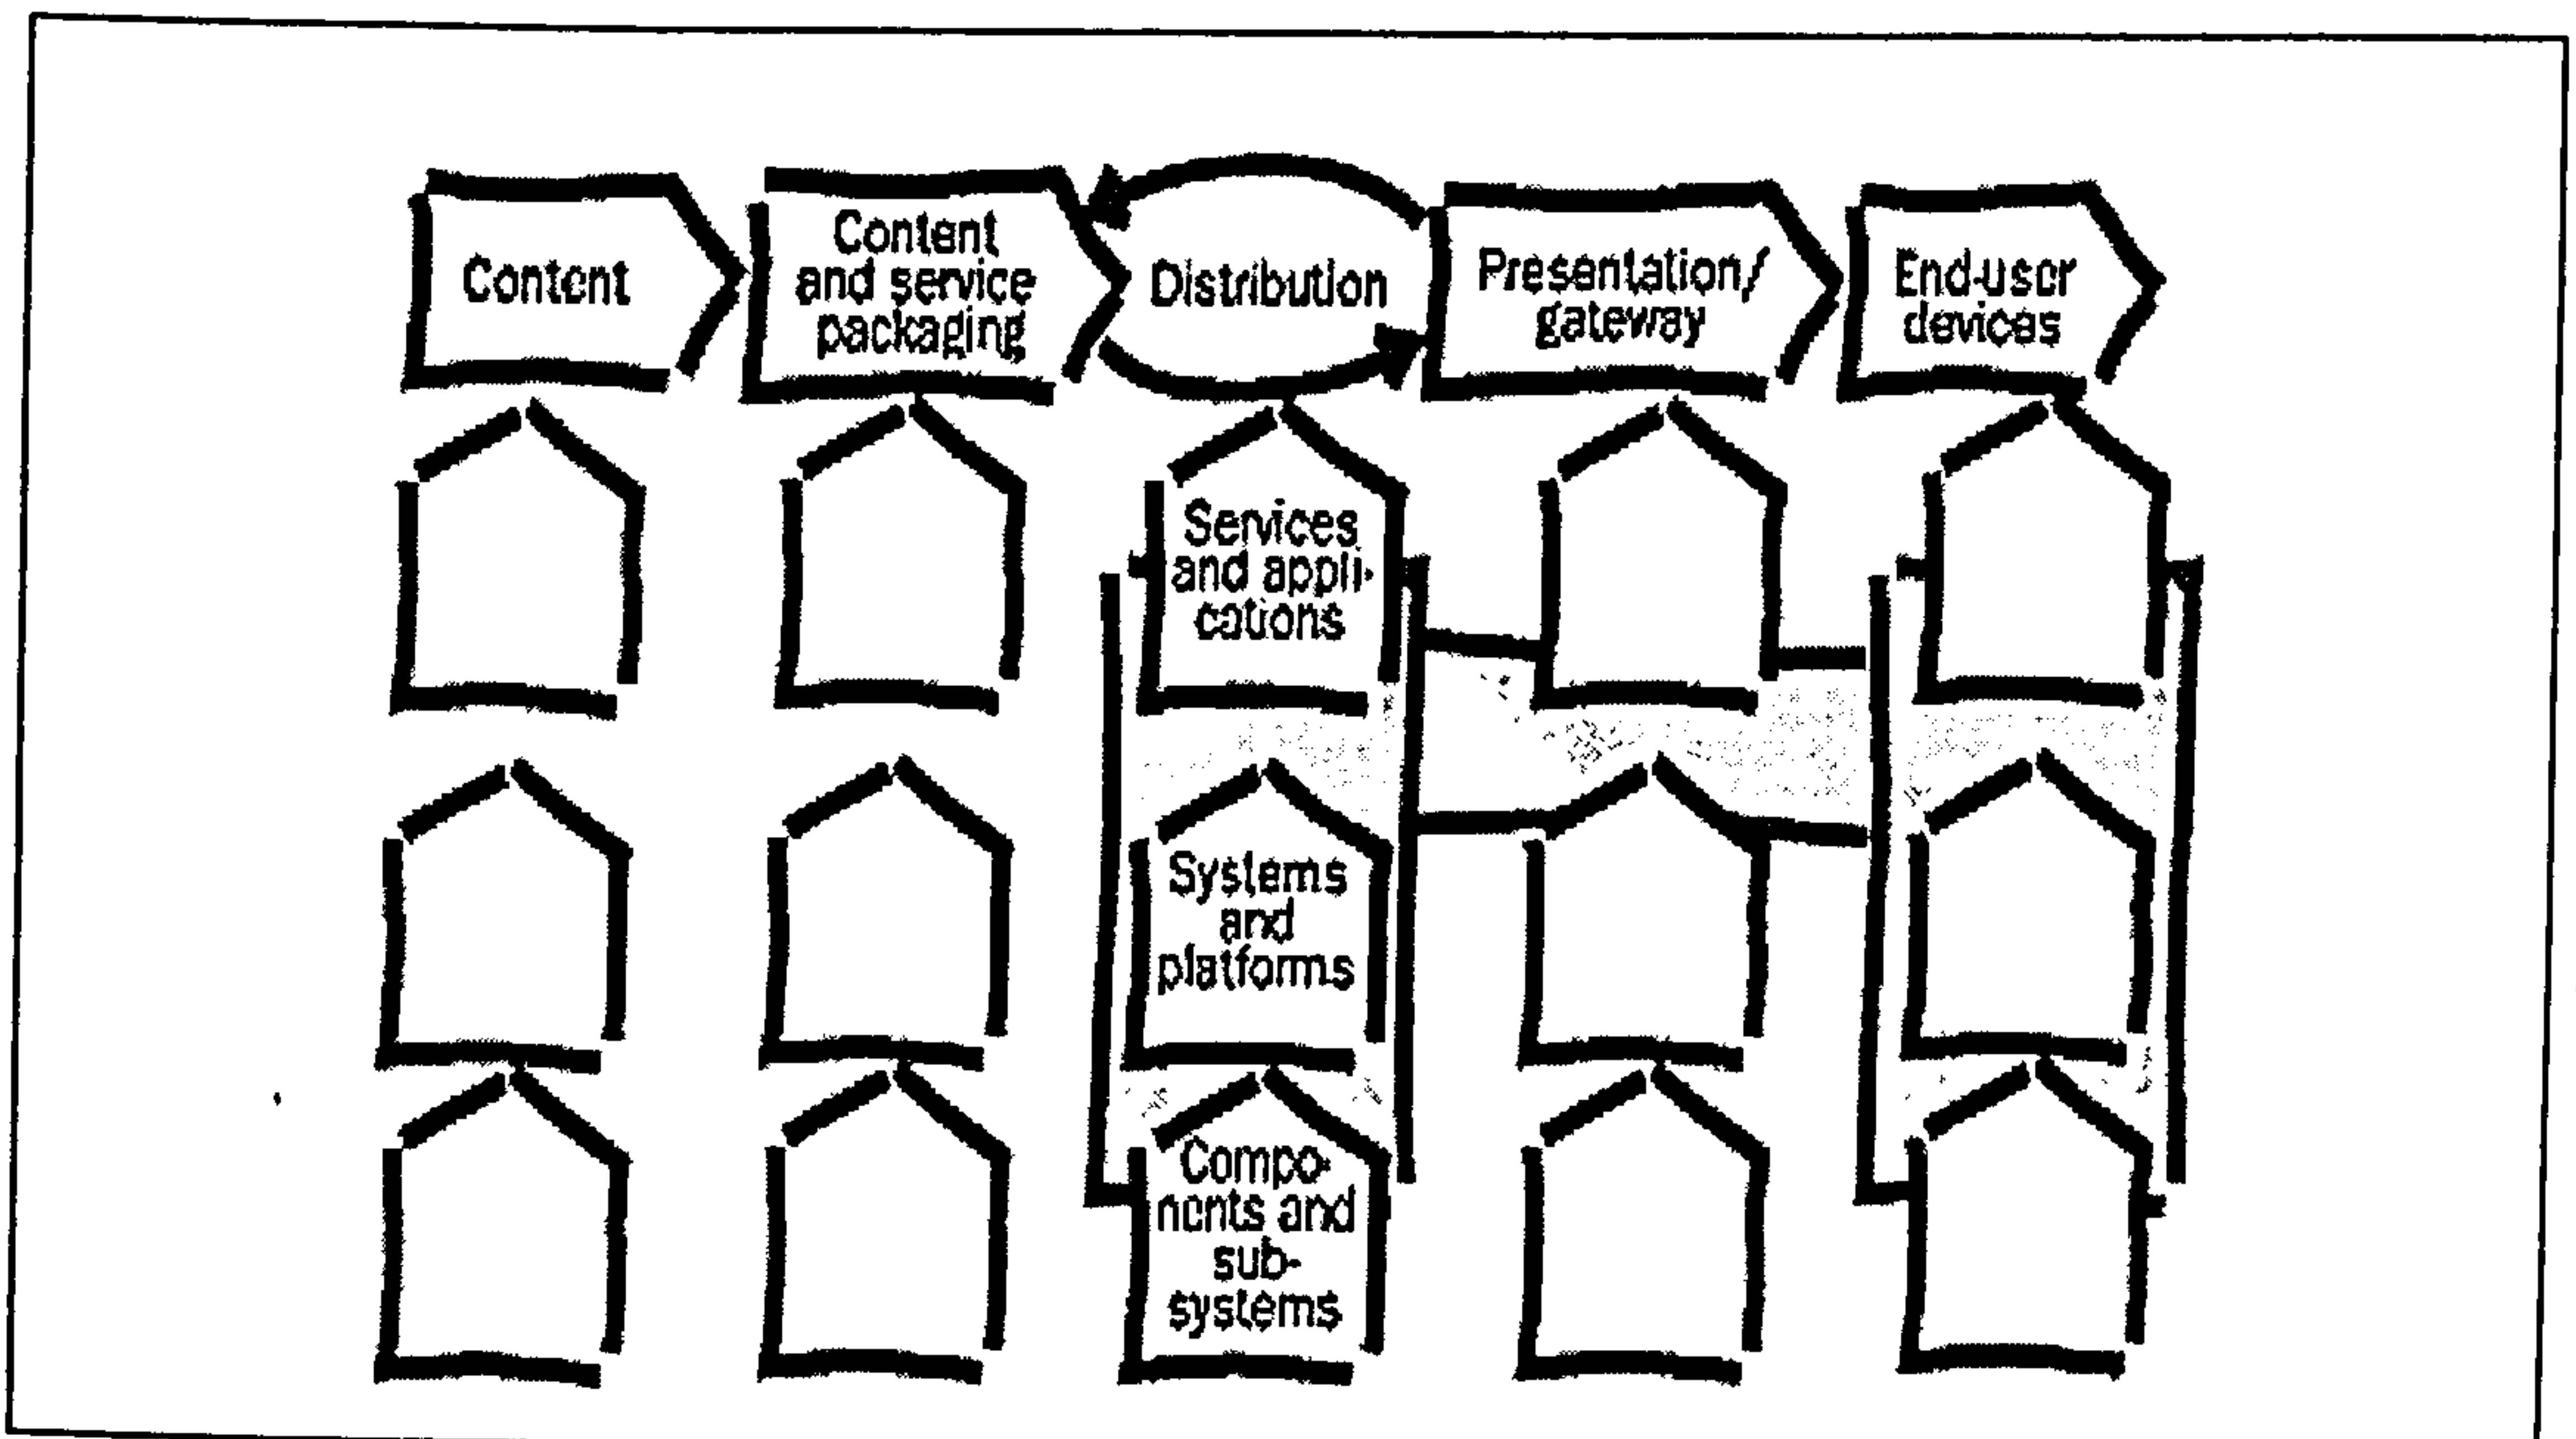 Content
Content
and service
packaging
Distribution
Presentation/
gateway
End-user
devices
Services
and appli-
cations
Systems
and
platforms
Compo-
nents and
sub-
systems